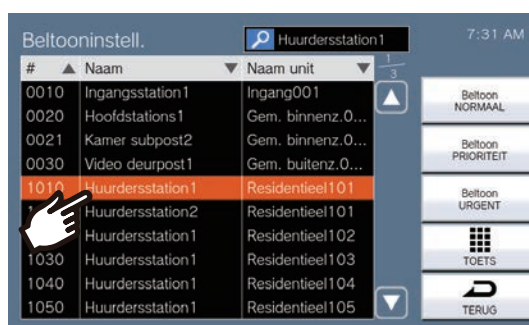 Beltooninstell. Huurdersstation1 7:31 AM
# Naam Naam unit 1/3
0010 Ingangsstation1 Ingang001
0020 Hoofdstations1 Gem. binnenz.0...
0021 Kamer subpost2 Gem. binnenz.0...
0030 Video deurpost1 Gem. buitenz.0...
1010 Huurdersstation1 Residentieel101
Huurdersstation2 Residentieel101
Huurdersstation1 Residentieel102
1030 Huurdersstation1 Residentieel103
1040 Huurdersstation1 Residentieel104
1050 Huurdersstation1 Residentieel105
Beltoon
NORMAAL
Beltoon
PRIORITEIT
Beltoon
URGENT
TOETS
TERUG